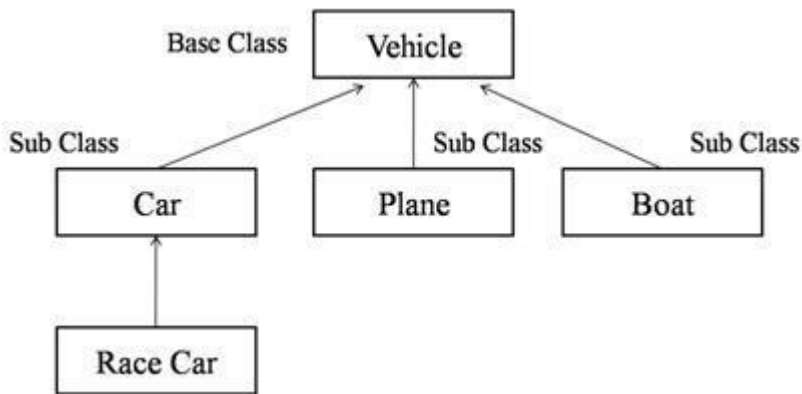 Base Class
Vehicle
Sub Class
Sub Class
Sub Class
Car
Plane
Boat
Race Car